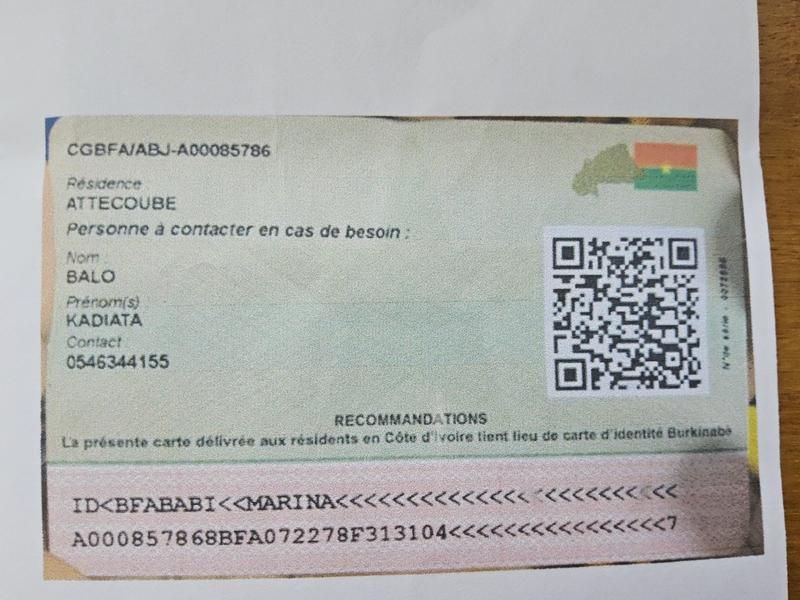 CGBFA/ABJ-A00085786
Résidence :
ATTECOUBE
Personne à contacter en cas de besoin :
Nom :
BALO
Prénom(s)
KADIATA
Contact :
0546344155
N°de série :
RECOMMANDATIONS
La présente carte délivrée aux résidents en Côte d'Ivoire tient lieu de carte d'identité Burkinabè
ID<BFABABI<<MARINA<<<<<<<<<<<<<<<<<<<<<<<<<<
A000857868BFA072278F313104<<<<<<<<<<<<<<<<<7